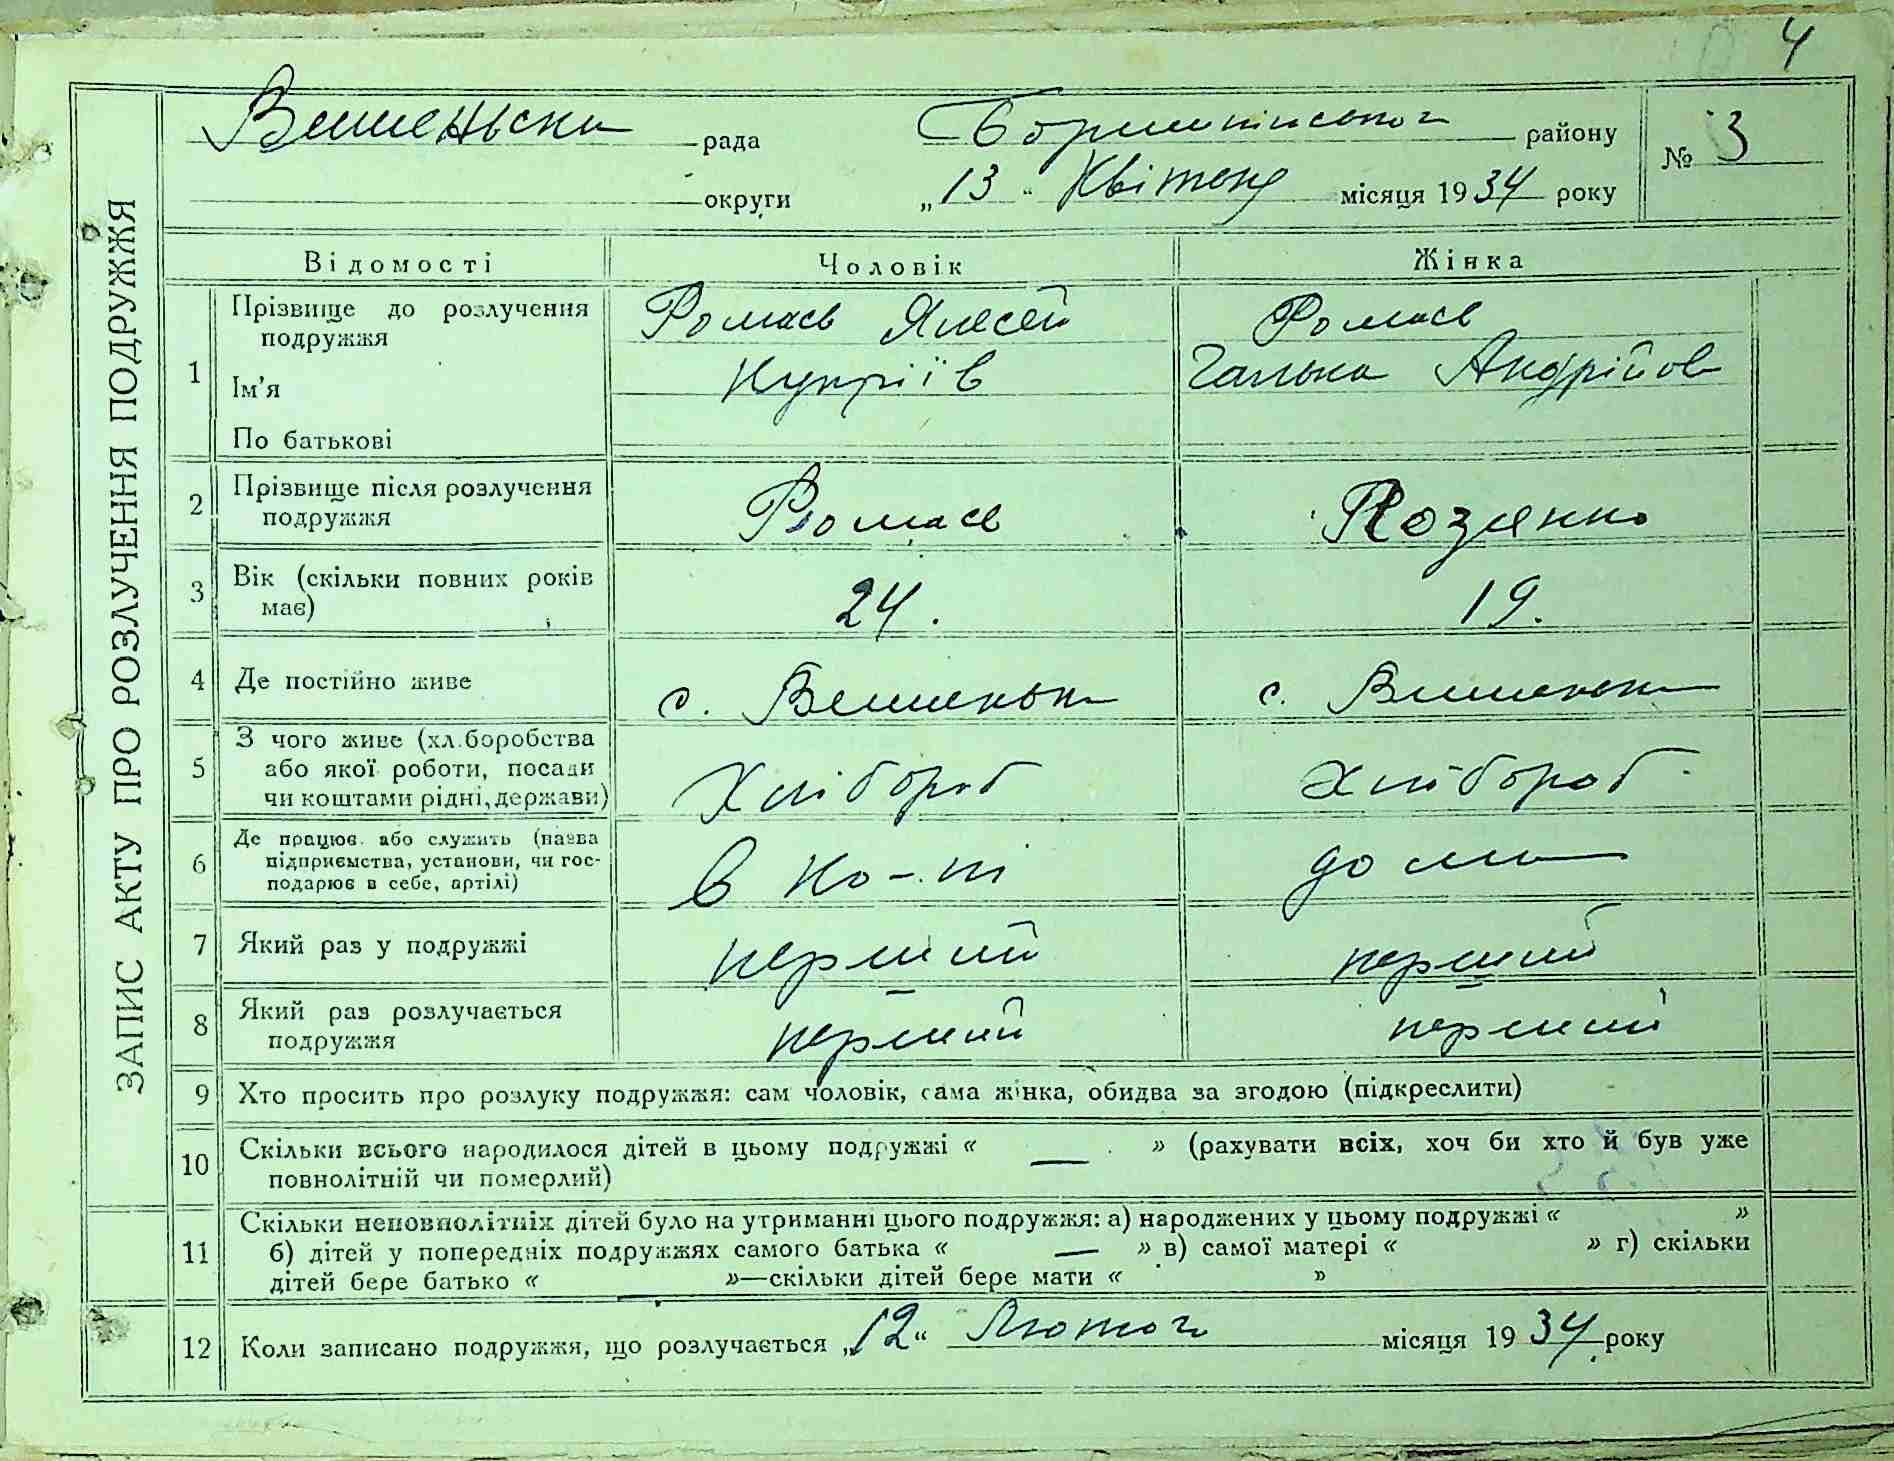 4
ЗАПИС АКТУ ПРО РОЗЛУЧЕННЯ ПОДРУЖЖЯ
Вишеньска рада Бориспільського району
№ 3
округи „13“ Квітень місяця 1934 року
Відомості Чоловік Жінка
1 Прізвище до розлучення подружжя Ромась Ялесей Ромась
Ім'я Купріїв Галька Андрійов
По батькові
2 Прізвище після розлучення подружжя Ромась Козянко
3 Вік (скільки повних років має) 24. 19.
4 Де постійно живе с. Вишеньки с. Вишеньки
5 З чого живе (хл.боробства або якої роботи, посади чи коштами рідні, держави) Хлібороб Хлібороб
6 Де працює або служить (назва підприємства, установи, чи господарює в себе, артілі) в ко-пі дома
7 Який раз у подружжі перший перший
8 Який раз розлучається подружжя перший перший
9 Хто просить про розлуку подружжя: сам чоловік, сама жінка, обидва за згодою (підкреслити)
10 Скільки всього народилося дітей в цьому подружжі « — » (рахувати всіх, хоч би хто й був уже
повнолітній чи померлий)
11 Скільки неповнолітніх дітей було на утриманні цього подружжя: а) народжених у цьому подружжі « »
б) дітей у попередніх подружжях самого батька « — » в) самої матері « » г) скільки
дітей бере батько « »—скільки дітей бере мати « »
12 Коли записано подружжя, що розлучається „12“ Лютого місяця 1934 року